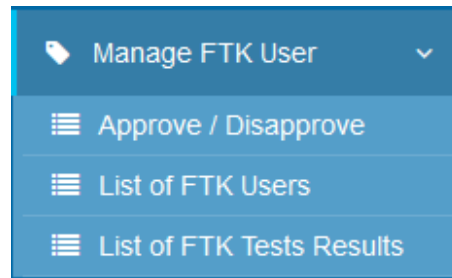 Manage FTK User
Approve / Disapprove
List of FTK Users
List of FTK Tests Results